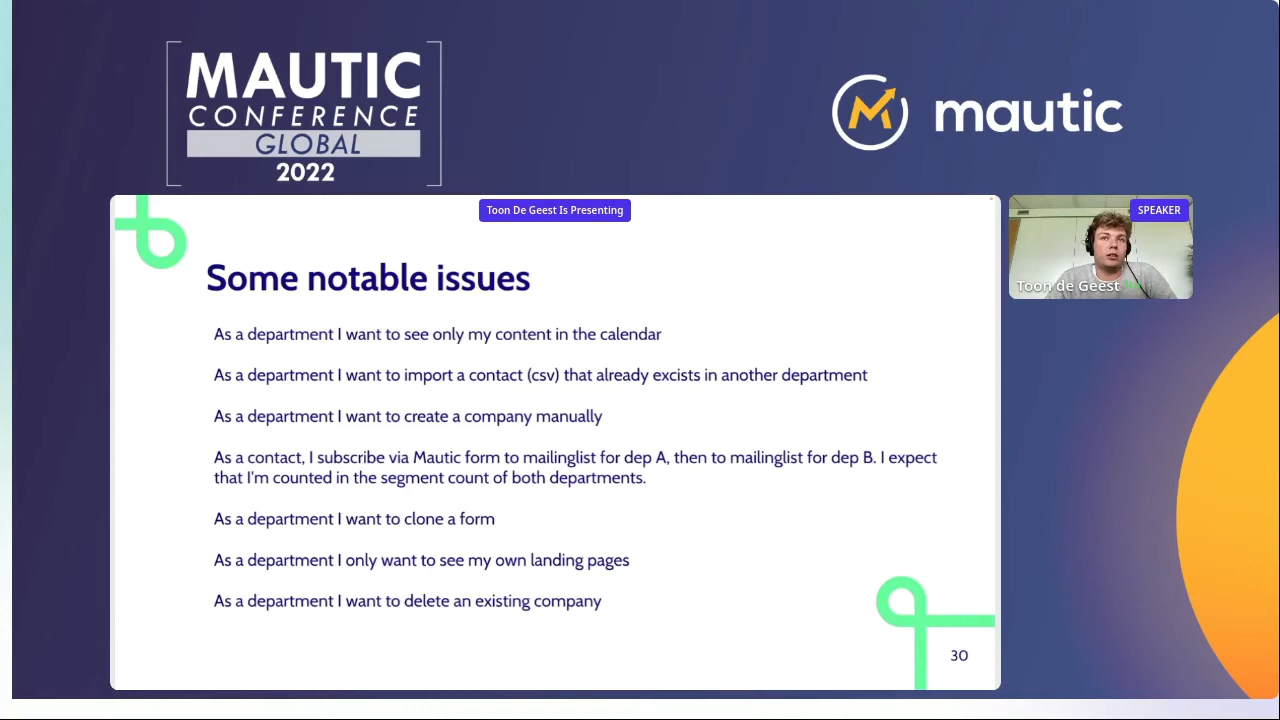 MAUTIC
CONFERENCE
GLOBAL
2022
mautic
Toon De Geest Is Presenting
SPEAKER
Toon de Geest
Some notable issues
As a department I want to see only my content in the calendar
As a department I want to import a contact (csv) that already excists in another department
As a department I want to create a company manually
As a contact, I subscribe via Mautic form to mailinglist for dep A, then to mailinglist for dep B. I expect
that I'm counted in the segment count of both departments.
As a department I want to clone a form
As a department I only want to see my own landing pages
As a department I want to delete an existing company
30